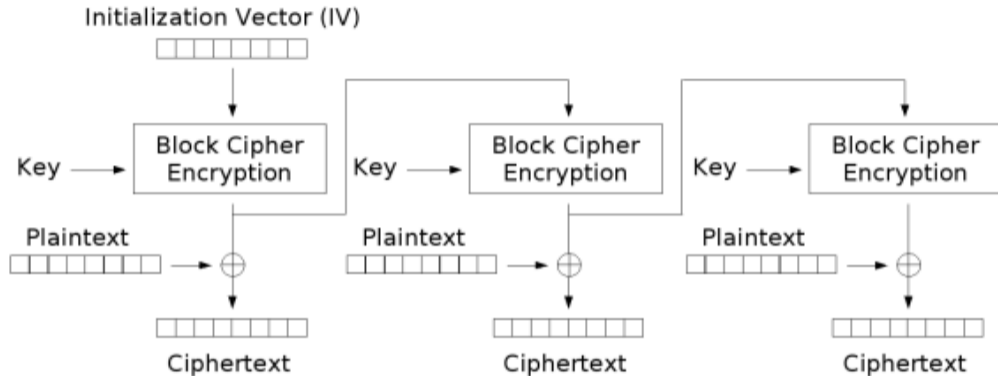 Initialization Vector (IV)
Key
Block Cipher
Encryption
Key
Block Cipher
Encryption
Key
Block Cipher
Encryption
Plaintext
Plaintext
Plaintext
Ciphertext
Ciphertext
Ciphertext